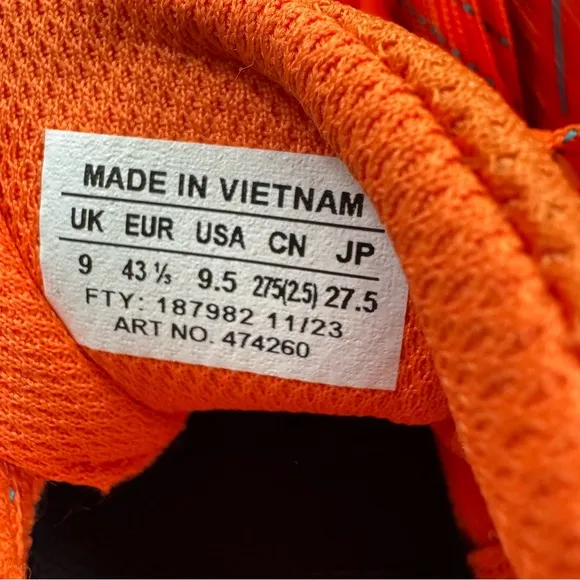 MADE IN VIETNAM
UK EUR USA CN JP
9 43 ⅓ 9.5 275(2.5) 27.5
FTY: 187982 11/23
ART NO. 474260